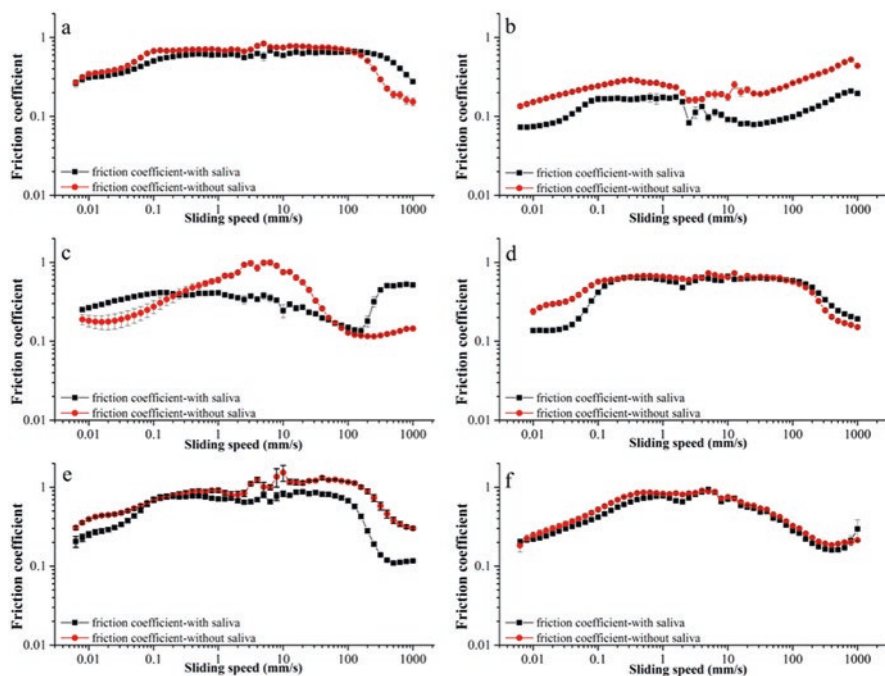 a
Friction coefficient
1
0.1
0.01
friction coefficient-with saliva
friction coefficient-without saliva
0.01 0.1 1 10 100 1000
Sliding speed (mm/s)
b
Friction coefficient
1
0.1
0.01
friction coefficient-with saliva
friction coefficient-without saliva
0.01 0.1 1 10 100 1000
Sliding speed (mm/s)
c
Friction coefficient
1
0.1
0.01
friction coefficient-with saliva
friction coefficient-without saliva
0.01 0.1 1 10 100 1000
Sliding speed (mm/s)
d
Friction coefficient
1
0.1
0.01
friction coefficient-with saliva
friction coefficient-without saliva
0.01 0.1 1 10 100 1000
Sliding speed (mm/s)
e
Friction coefficient
1
0.1
0.01
friction coefficient-with saliva
friction coefficient-without saliva
0.01 0.1 1 10 100 1000
Sliding speed (mm/s)
f
Friction coefficient
1
0.1
0.01
friction coefficient-with saliva
friction coefficient-without saliva
0.01 0.1 1 10 100 1000
Sliding speed (mm/s)